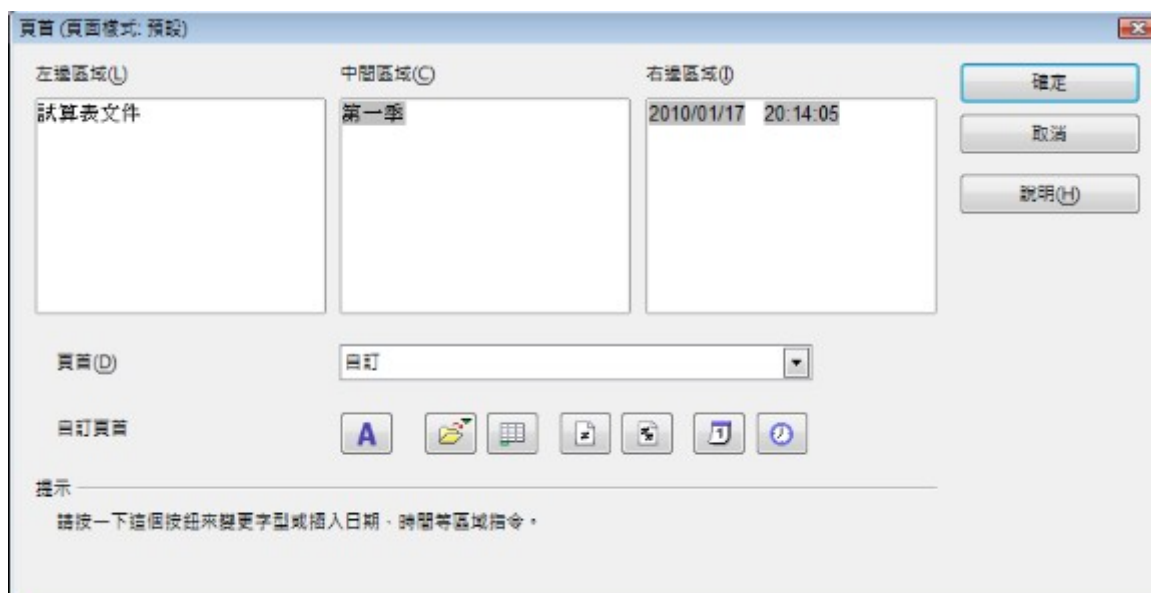 頁首 (頁面樣式: 預設)
左邊區域(L) 中間區域(C) 右邊區域(I)
確定
試算表文件 第一季 2010/01/17 20:14:05
取消
說明(H)
頁首(D) 自訂
自訂頁首 A
提示
請按一下這個按鈕來變更字型或插入日期、時間等區域指令。